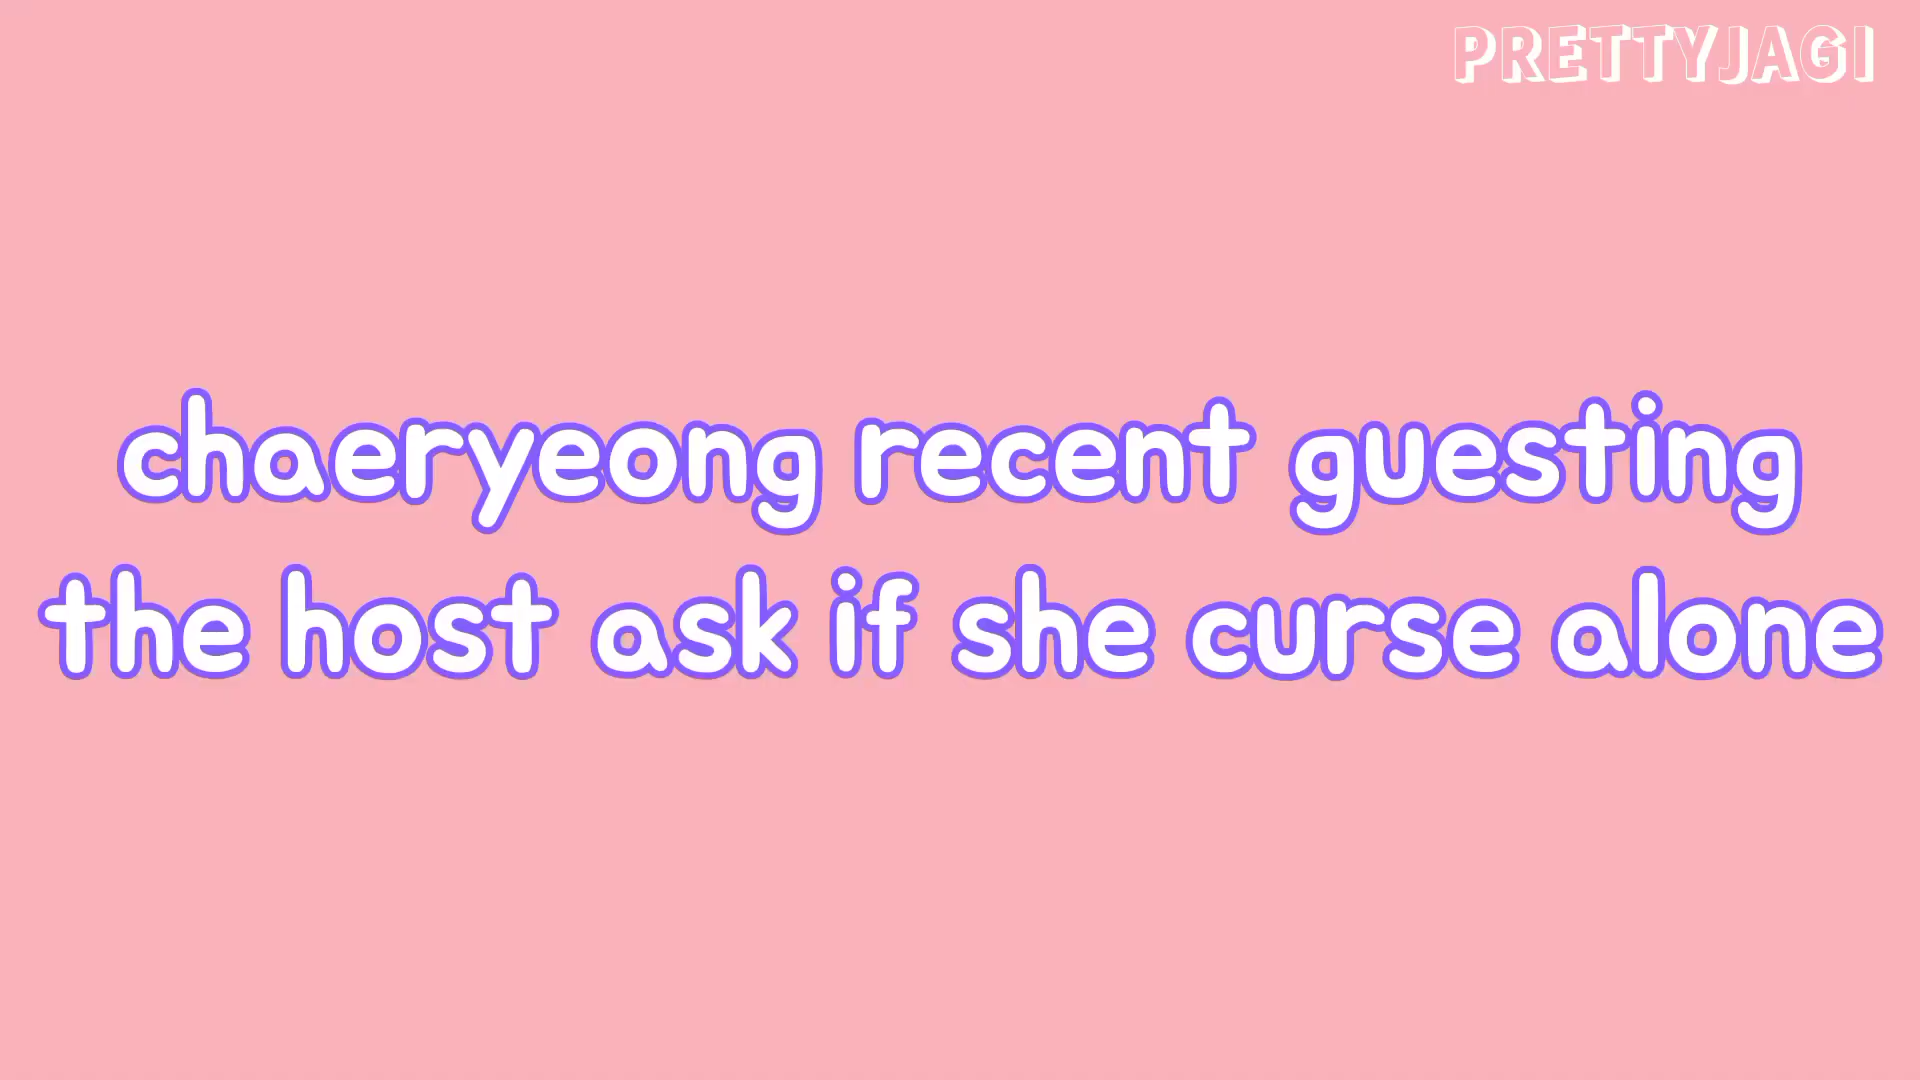 PRETTYJAGI
chaeryeong recent guesting
the host ask if she curse alone